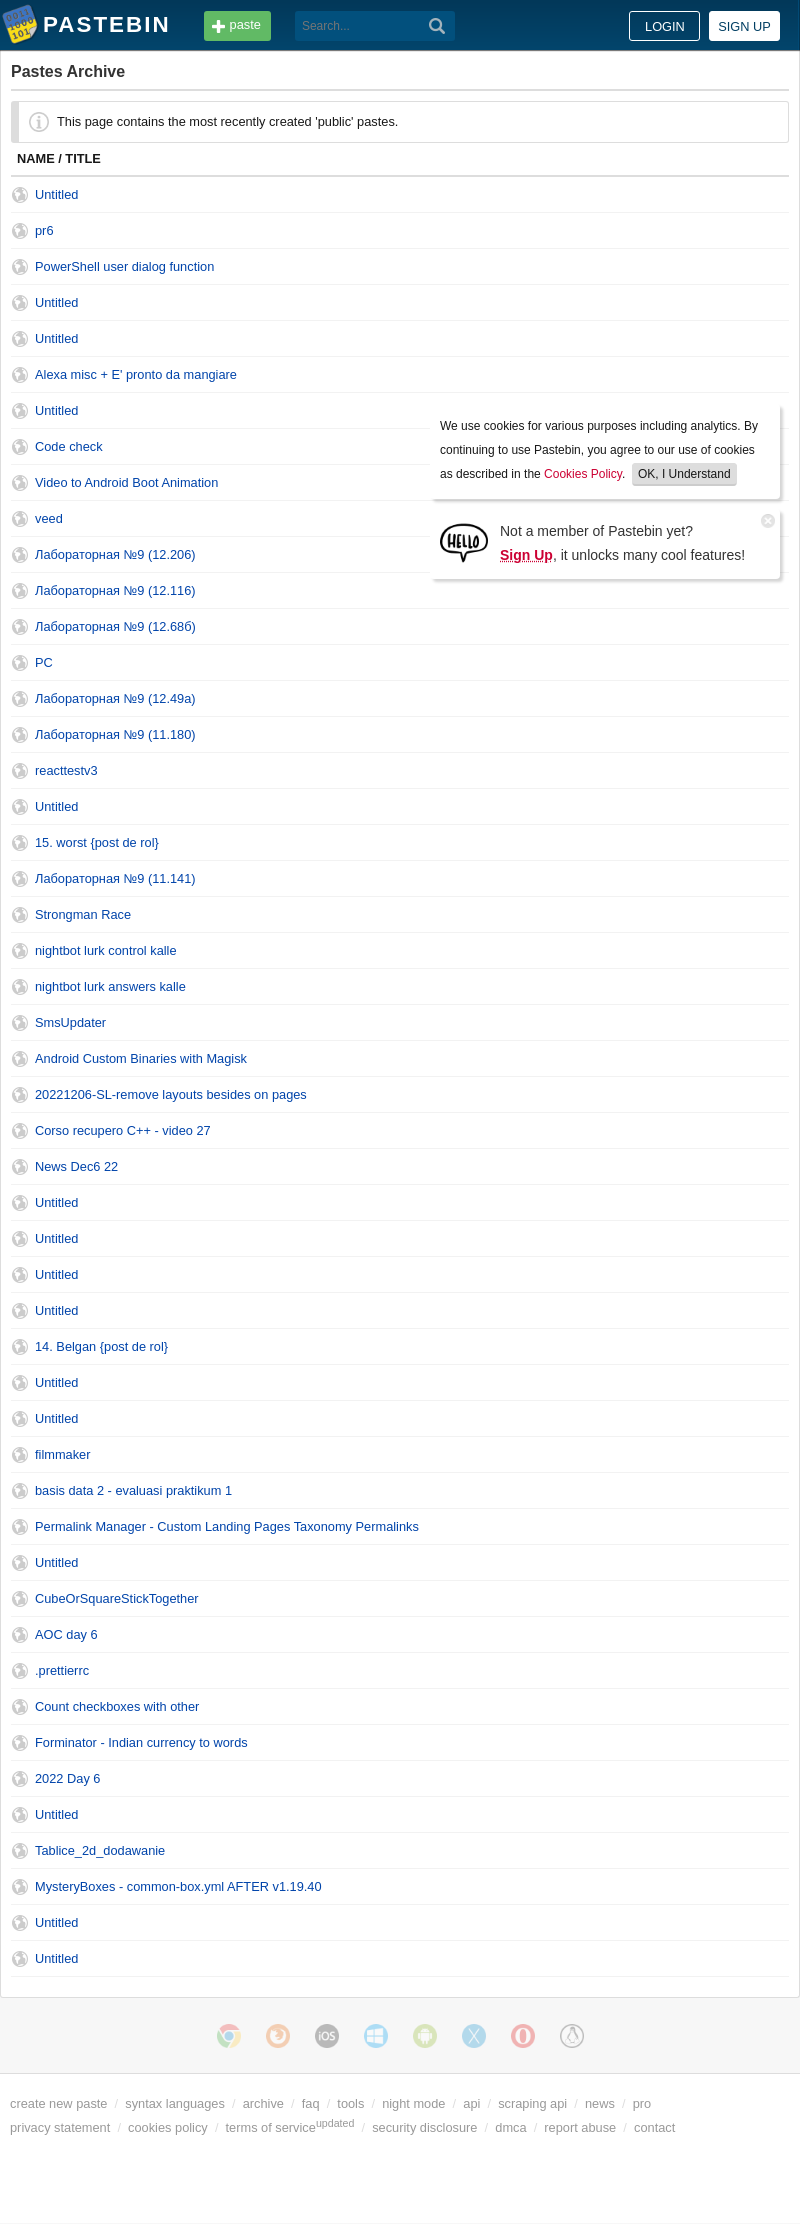 PASTEBIN
paste
Search...
LOGIN
SIGN UP
Pastes Archive
This page contains the most recently created 'public' pastes.
NAME / TITLE
Untitled
pr6
PowerShell user dialog function
Untitled
Untitled
Alexa misc + E' pronto da mangiare
Untitled
Code check
Video to Android Boot Animation
veed
Лабораторная №9 (12.206)
Лабораторная №9 (12.116)
Лабораторная №9 (12.68б)
PC
Лабораторная №9 (12.49а)
Лабораторная №9 (11.180)
reacttestv3
Untitled
15. worst {post de rol}
Лабораторная №9 (11.141)
Strongman Race
nightbot lurk control kalle
nightbot lurk answers kalle
SmsUpdater
Android Custom Binaries with Magisk
20221206-SL-remove layouts besides on pages
Corso recupero C++ - video 27
News Dec6 22
Untitled
Untitled
Untitled
Untitled
14. Belgan {post de rol}
Untitled
Untitled
filmmaker
basis data 2 - evaluasi praktikum 1
Permalink Manager - Custom Landing Pages Taxonomy Permalinks
Untitled
CubeOrSquareStickTogether
AOC day 6
.prettierrc
Count checkboxes with other
Forminator - Indian currency to words
2022 Day 6
Untitled
Tablice_2d_dodawanie
MysteryBoxes - common-box.yml AFTER v1.19.40
Untitled
Untitled
We use cookies for various purposes including analytics. By
continuing to use Pastebin, you agree to our use of cookies
as described in the Cookies Policy. OK, I Understand
HELLO
Not a member of Pastebin yet?
Sign Up, it unlocks many cool features!
iOS
create new paste / syntax languages / archive / faq / tools / night mode / api / scraping api / news / pro
privacy statement / cookies policy / terms of serviceupdated / security disclosure / dmca / report abuse / contact